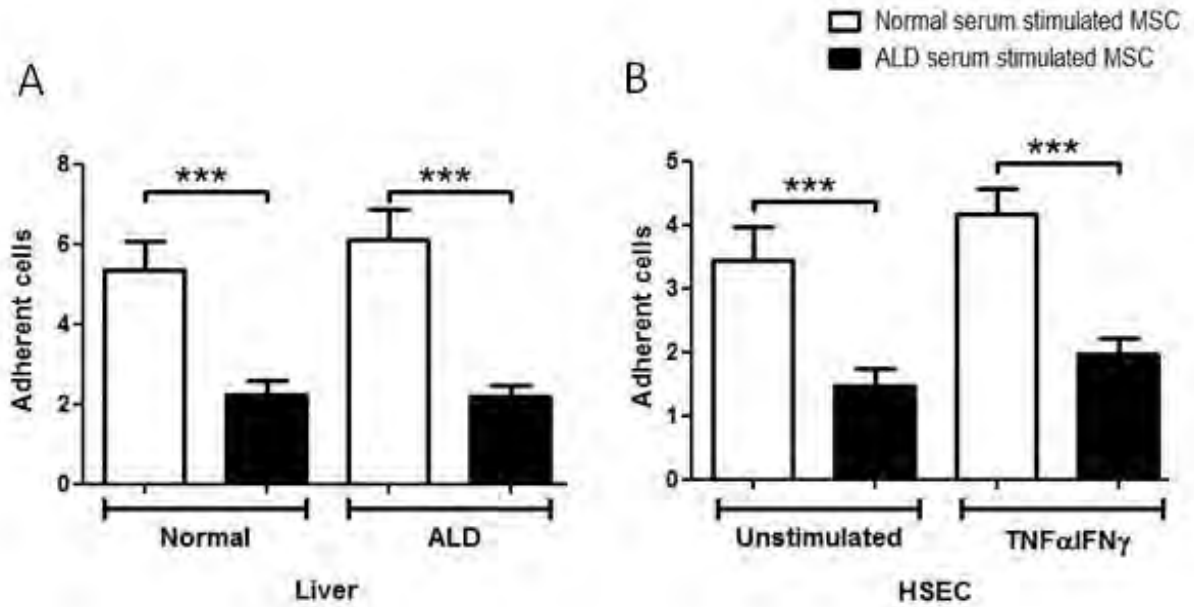 Normal serum stimulated MSC
ALD serum stimulated MSC
A
Adherent cells
8
6
4
2
0
***
***
Normal
ALD
Liver
B
Adherent cells
5
4
3
2
1
0
***
***
Unstimulated
TNFαIFNγ
HSEC